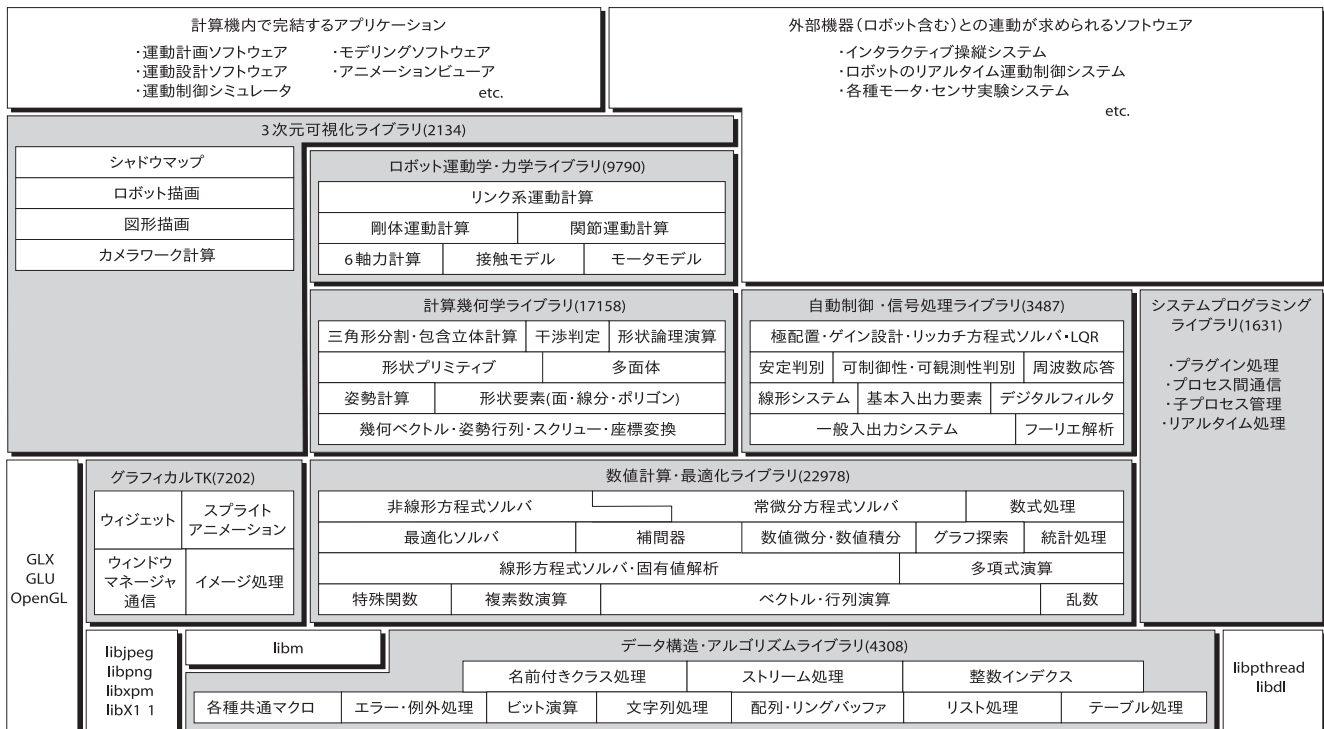 計算機内で完結するアプリケーション
・運動計画ソフトウェア
・モデリングソフトウェア
・運動設計ソフトウェア
・アニメーションビューア
・運動制御シミュレータ
etc.
外部機器(ロボット含む)との連動が求められるソフトウェア
・インタラクティブ操縦システム
・ロボットのリアルタイム運動制御システム
・各種モータ・センサ実験システム
etc.
3次元可視化ライブラリ(2134)
シャドウマップ
ロボット描画
図形描画
カメラワーク計算
ロボット運動学・力学ライブラリ(9790)
リンク系運動計算
剛体運動計算
関節運動計算
6軸力計算
接触モデル
モータモデル
計算幾何学ライブラリ(17158)
三角形分割・包含立体計算
干渉判定
形状論理演算
形状プリミティブ
多面体
姿勢計算
形状要素(面・線分・ポリゴン)
幾何ベクトル・姿勢行列・スクリュー・座標変換
自動制御・信号処理ライブラリ(3487)
極配置・ゲイン設計・リッカチ方程式ソルバ・LQR
安定判別
可制御性・可観測性判別
周波数応答
線形システム
基本入出力要素
デジタルフィルタ
一般入出力システム
フーリエ解析
システムプログラミング
ライブラリ(1631)
・プラグイン処理
・プロセス間通信
・子プロセス管理
・リアルタイム処理
GLX
GLU
OpenGL
グラフィカルTK(7202)
ウィジェット
スプライト
アニメーション
ウィンドウ
マネージャ
通信
イメージ処理
数値計算・最適化ライブラリ(22978)
非線形方程式ソルバ
常微分方程式ソルバ
数式処理
最適化ソルバ
補間器
数値微分・数値積分
グラフ探索
統計処理
線形方程式ソルバ・固有値解析
多項式演算
特殊関数
複素数演算
ベクトル・行列演算
乱数
libjpeg
libpng
libxpm
libX1 1
libm
データ構造・アルゴリズムライブラリ(4308)
名前付きクラス処理
ストリーム処理
整数インデクス
各種共通マクロ
エラー・例外処理
ビット演算
文字列処理
配列・リングバッファ
リスト処理
テーブル処理
libpthread
libdl